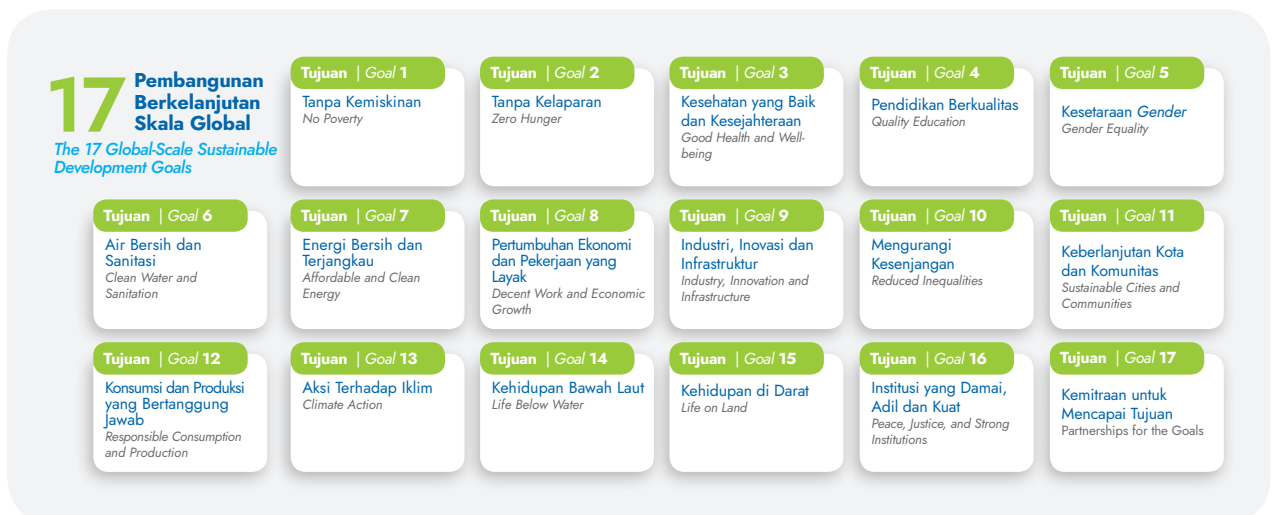 17
Pembangunan
Berkelanjutan
Skala Global
The 17 Global-Scale Sustainable
Development Goals
Tujuan | Goal 1
Tanpa Kemiskinan
No Poverty
Tujuan | Goal 2
Tanpa Kelaparan
Zero Hunger
Tujuan | Goal 3
Kesehatan yang Baik
dan Kesejahteraan
Good Health and Well-
being
Tujuan | Goal 4
Pendidikan Berkualitas
Quality Education
Tujuan | Goal 5
Kesetaraan Gender
Gender Equality
Tujuan | Goal 6
Air Bersih dan
Sanitasi
Clean Water and
Sanitation
Tujuan | Goal 7
Energi Bersih dan
Terjangkau
Affordable and Clean
Energy
Tujuan | Goal 8
Pertumbuhan Ekonomi
dan Pekerjaan yang
Layak
Decent Work and Economic
Growth
Tujuan | Goal 9
Industri, Inovasi dan
Infrastruktur
Industry, Innovation and
Infrastructure
Tujuan | Goal 10
Mengurangi
Kesenjangan
Reduced Inequalities
Tujuan | Goal 11
Keberlanjutan Kota
dan Komunitas
Sustainable Cities and
Communities
Tujuan | Goal 12
Konsumsi dan Produksi
yang Bertanggung
Jawab
Responsible Consumption
and Production
Tujuan | Goal 13
Aksi Terhadap Iklim
Climate Action
Tujuan | Goal 14
Kehidupan Bawah Laut
Life Below Water
Tujuan | Goal 15
Kehidupan di Darat
Life on Land
Tujuan | Goal 16
Institusi yang Damai,
Adil dan Kuat
Peace, Justice, and Strong
Institutions
Tujuan | Goal 17
Kemitraan untuk
Mencapai Tujuan
Partnerships for the Goals